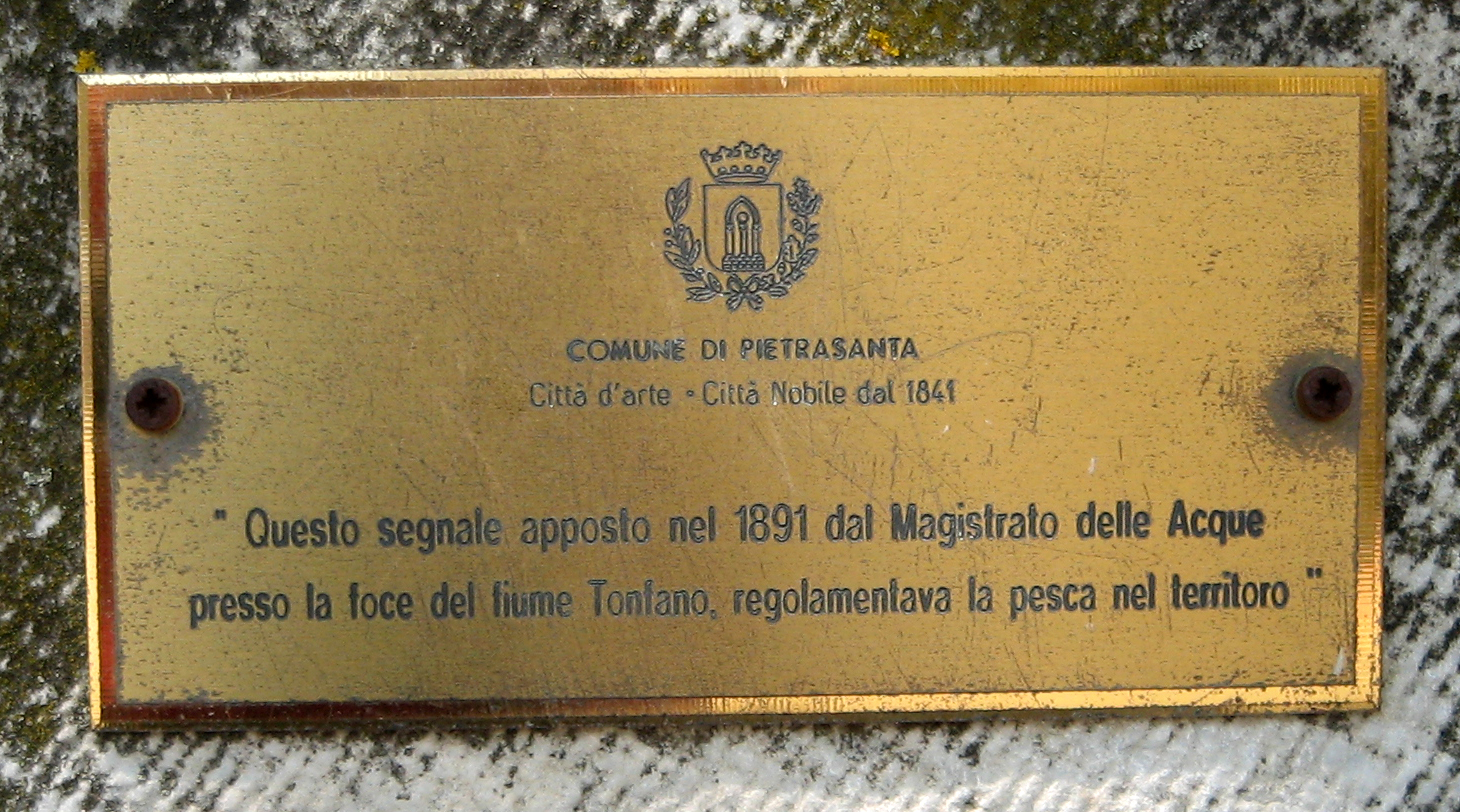 COMUNE DI PIETRASANTA
Città d'arte • Città Nobile dal 1841
" Questo segnale apposto nel 1891 dal Magistrato delle Acque
presso la foce del fiume Tonfano, regolamentava la pesca nel territoro "